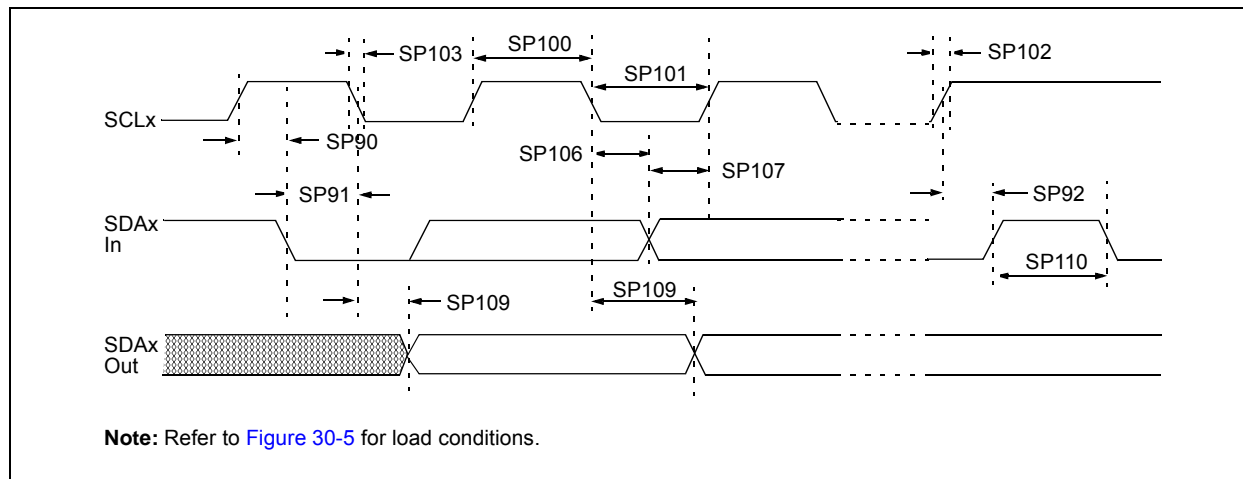 SP103
SP100
SP101
SP102
SCLx
SP90
SP106
SP107
SP91
SP92
SDAx
In
SP110
SP109
SP109
SDAx
Out
Note: Refer to Figure 30-5 for load conditions.